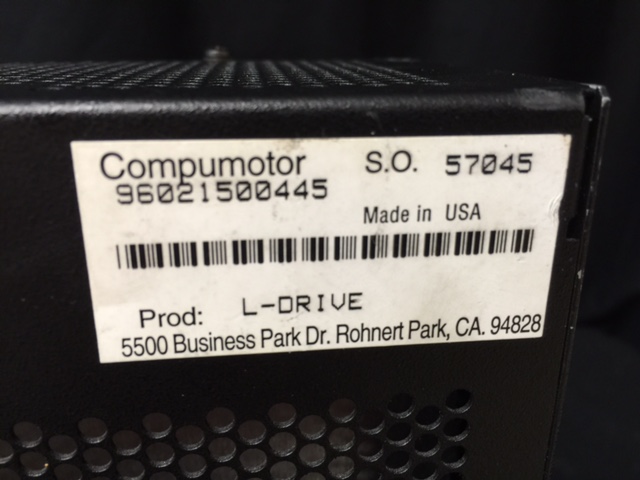 Compumotor S.O. 57045
96021500445
Made in USA
Prod: L-DRIVE
5500 Business Park Dr. Rohnert Park, CA. 94828